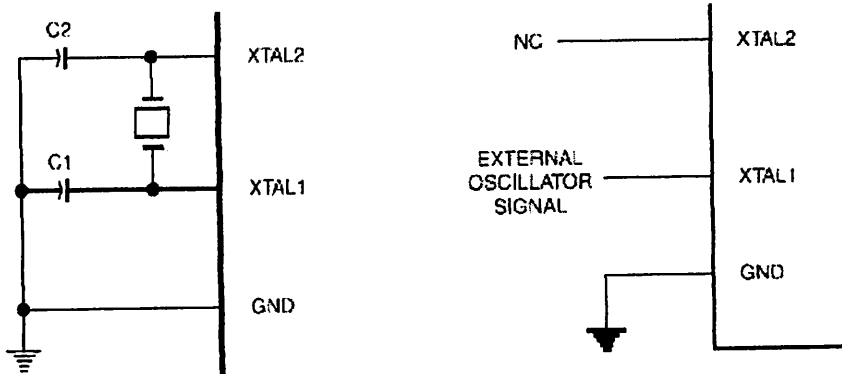 C2
XTAL2
C1
XTAL1
GND
NC
XTAL2
EXTERNAL
OSCILLATOR
SIGNAL
XTAL1
GND